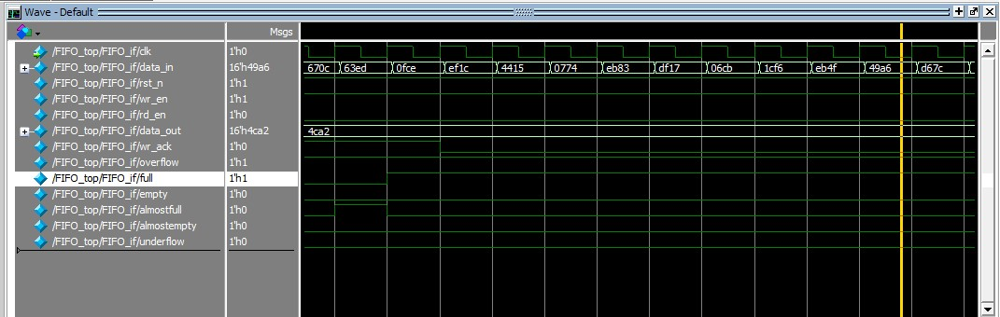 Wave - Default
Msgs
/FIFO_top/FIFO_if/clk 1'h0
/FIFO_top/FIFO_if/data_in 16'h49a6 670c 63ed 0fce ef1c 4415 0774 eb83 df17 06cb 1cf6 eb4f 49a6 d67c
/FIFO_top/FIFO_if/rst_n 1'h1
/FIFO_top/FIFO_if/wr_en 1'h1
/FIFO_top/FIFO_if/rd_en 1'h0
/FIFO_top/FIFO_if/data_out 16'h4ca2 4ca2
/FIFO_top/FIFO_if/wr_ack 1'h0
/FIFO_top/FIFO_if/overflow 1'h1
/FIFO_top/FIFO_if/full 1'h1
/FIFO_top/FIFO_if/empty 1'h0
/FIFO_top/FIFO_if/almostfull 1'h0
/FIFO_top/FIFO_if/almostempty 1'h0
/FIFO_top/FIFO_if/underflow 1'h0